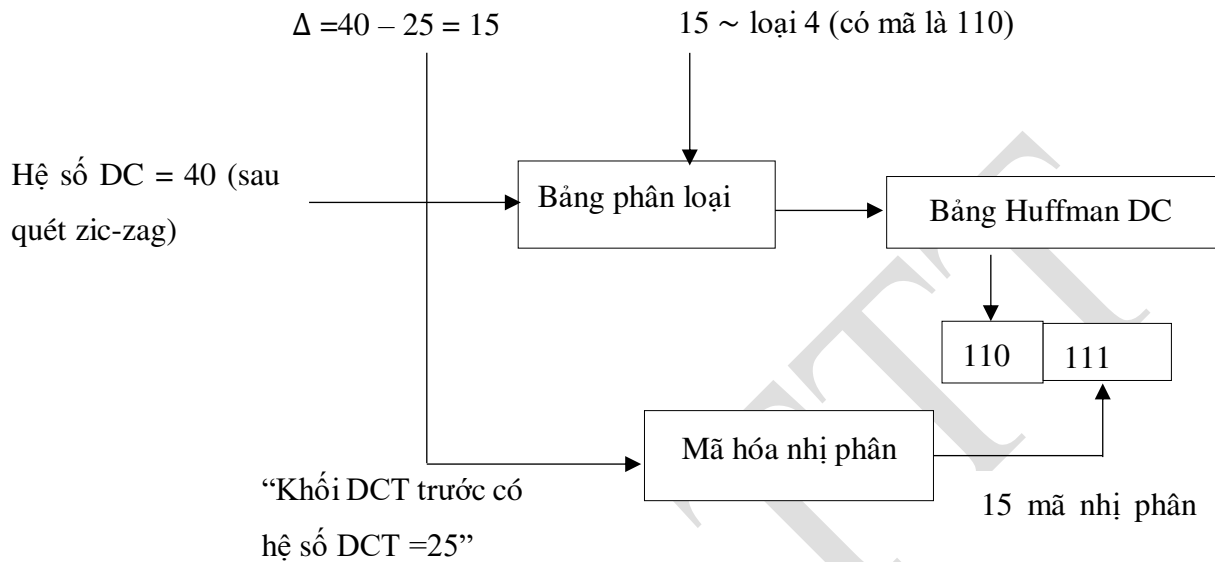 Δ =40 – 25 = 15
15 ~ loại 4 (có mã là 110)
Hệ số DC = 40 (sau
quét zic-zag)
Bảng phân loại
Bảng Huffman DC
110
111
Mã hóa nhị phân
“Khối DCT trước có
hệ số DCT =25”
15 mã nhị phân